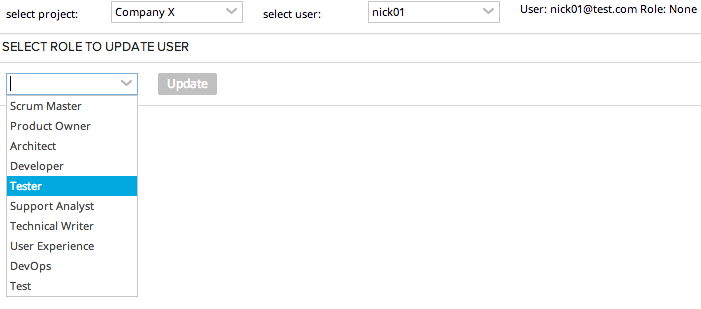 select project: Company X select user: nick01 User: nick01@test.com Role: None
SELECT ROLE TO UPDATE USER
Update
Scrum Master
Product Owner
Architect
Developer
Tester
Support Analyst
Technical Writer
User Experience
DevOps
Test